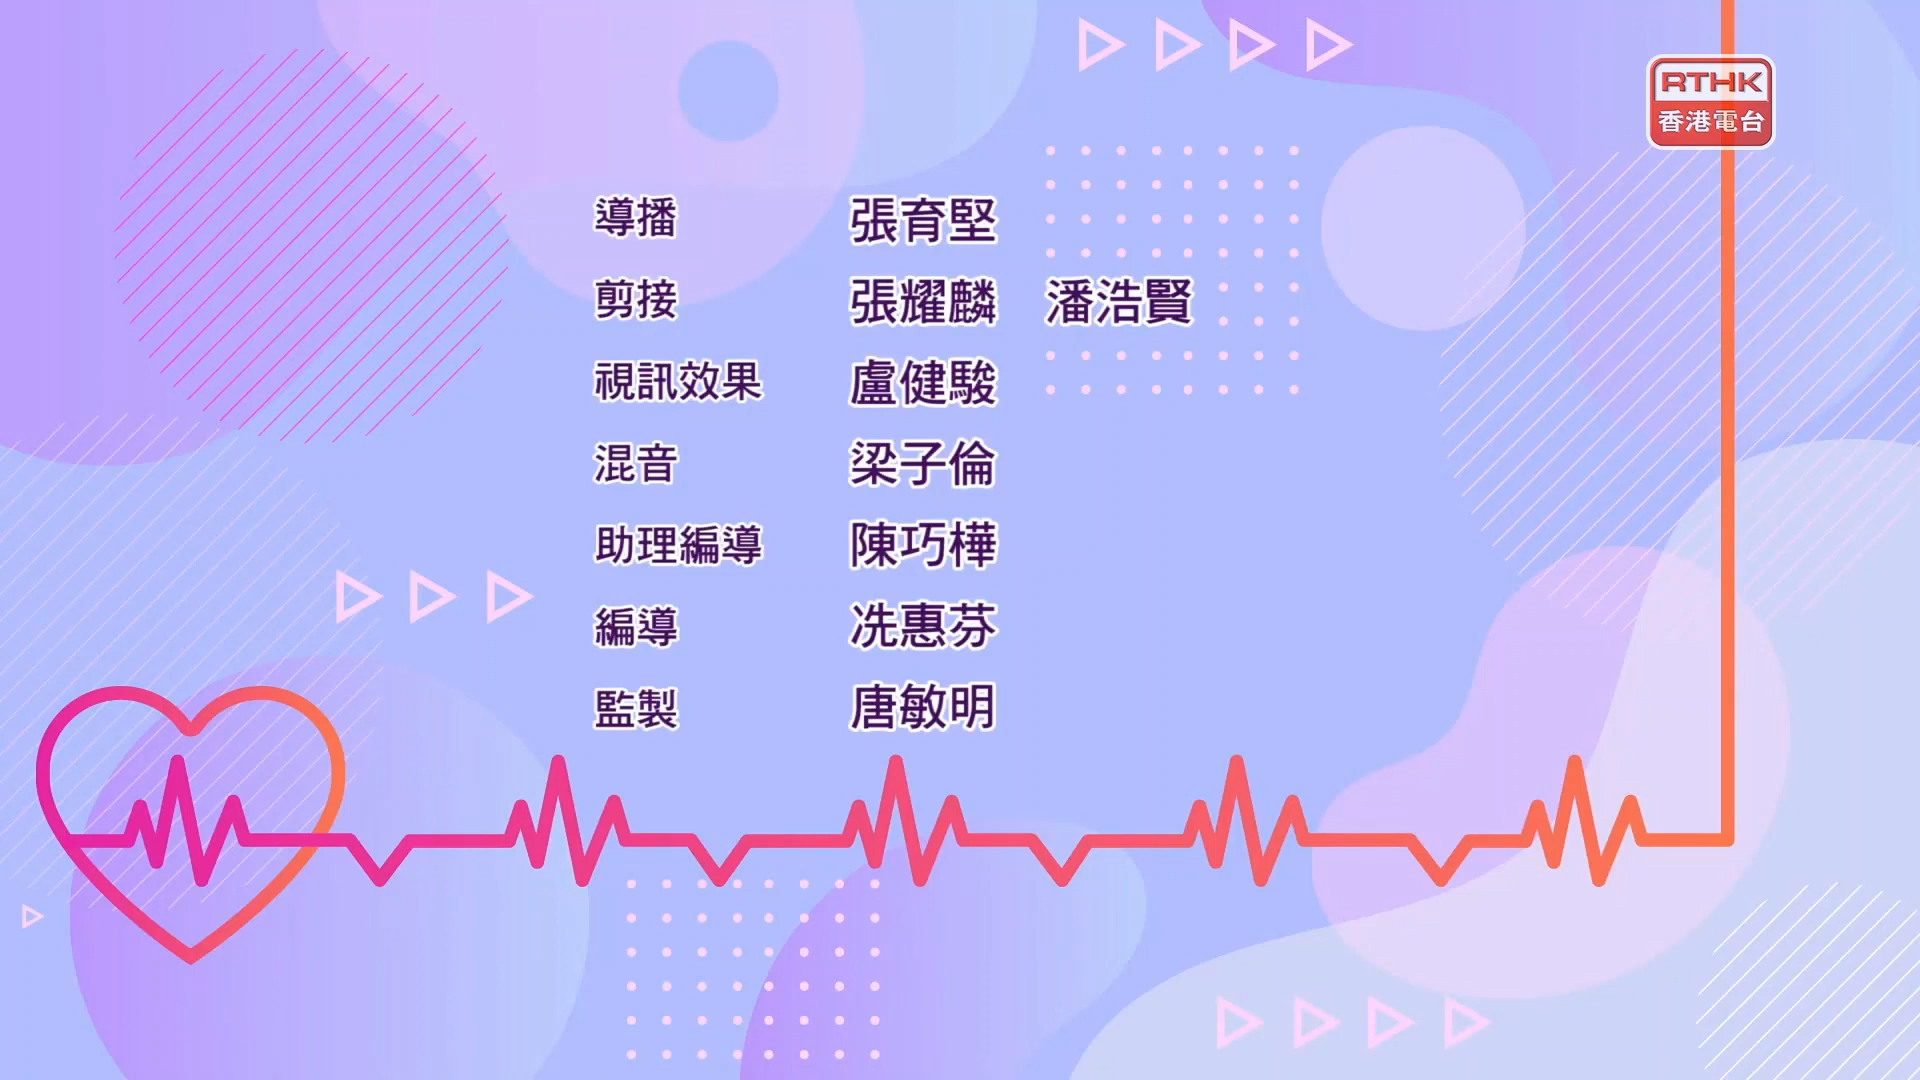 RTHK
香港電台
導播 張育堅
剪接 張耀麟 潘浩賢
視訊效果 盧健駿
混音 梁子倫
助理編導 陳巧樺
編導 冼惠芬
監製 唐敏明